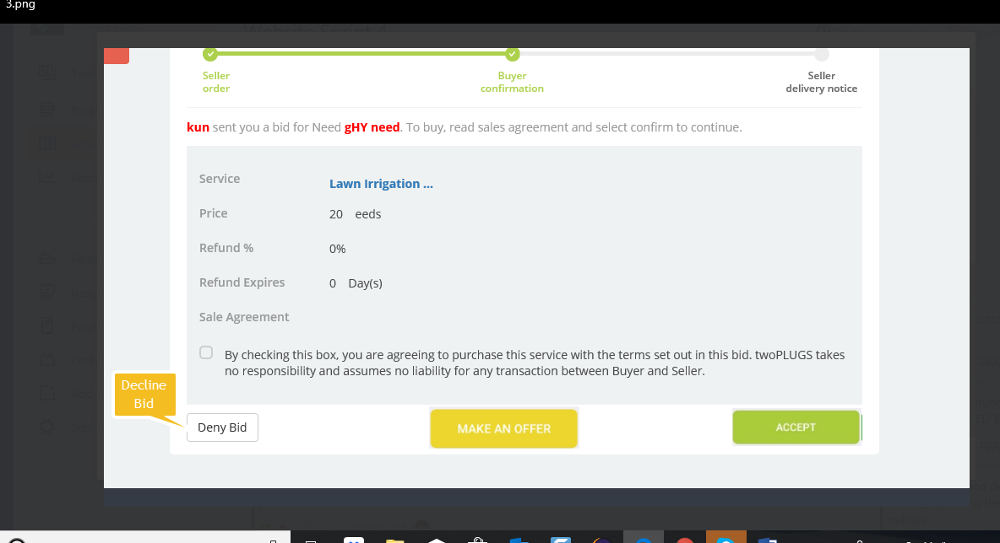 3.png
Seller
order
Buyer
confirmation
Seller
delivery notice
kun sent you a bid for Need gHY need. To buy, read sales agreement and select confirm to continue.
Service
Lawn Irrigation ...
Price
20 eeds
Refund %
0%
Refund Expires
0 Day(s)
Sale Agreement
By checking this box, you are agreeing to purchase this service with the terms set out in this bid. twoPLUGS takes
no responsibility and assumes no liability for any transaction between Buyer and Seller.
Decline
Bid
Deny Bid
MAKE AN OFFER
ACCEPT